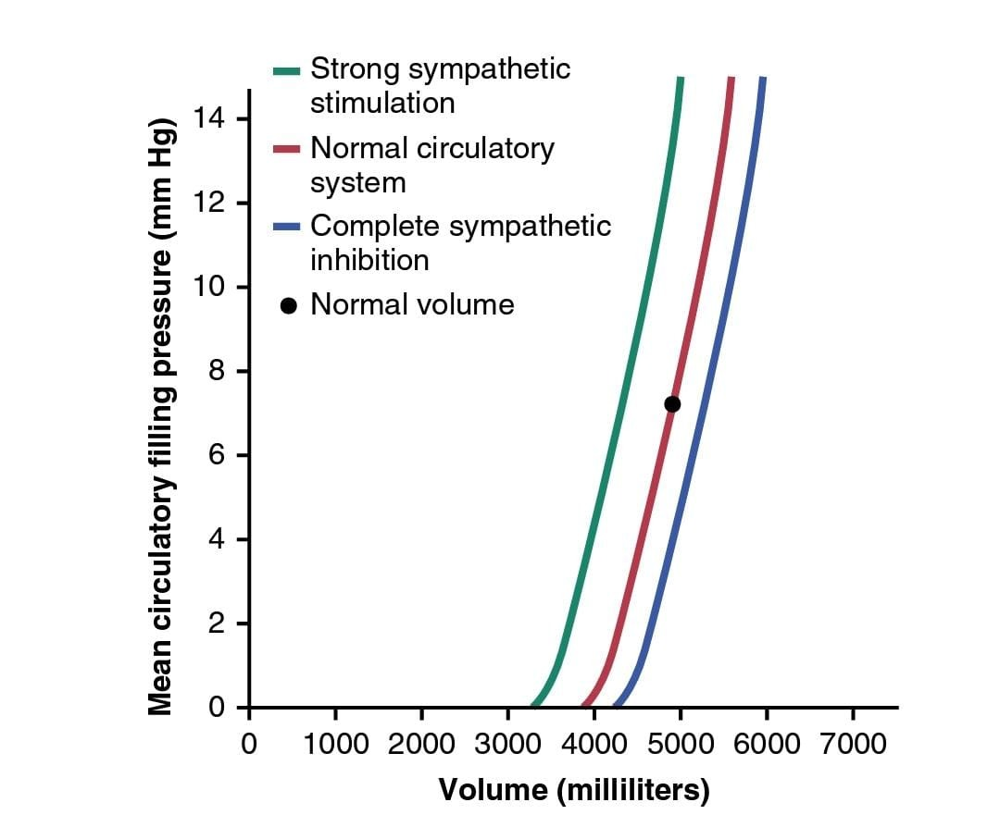 Strong sympathetic
stimulation
Normal circulatory
system
Complete sympathetic
inhibition
Normal volume
Mean circulatory filling pressure (mm Hg)
14
12
10
8
6
4
2
0
0 1000 2000 3000 4000 5000 6000 7000
Volume (milliliters)